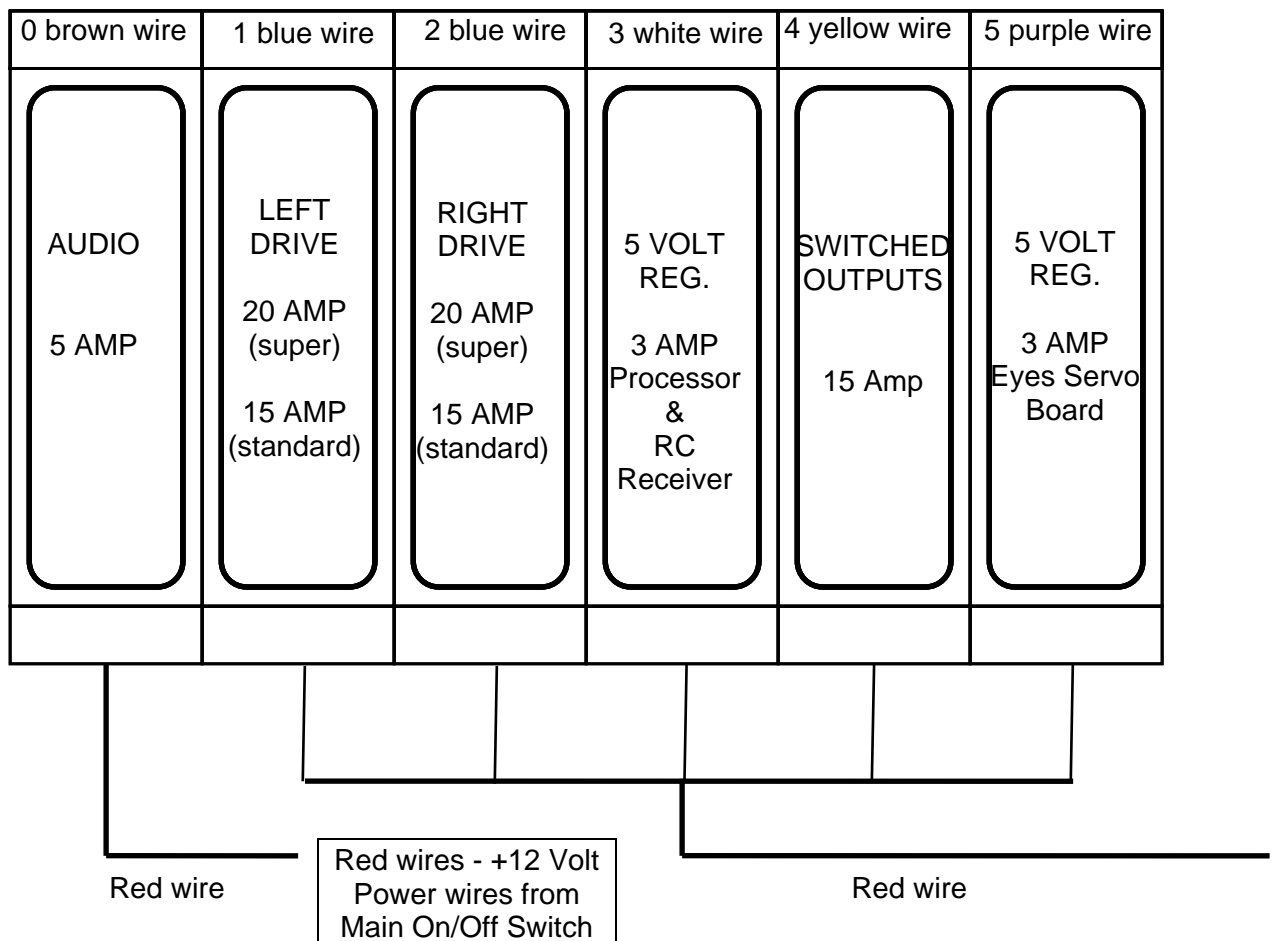 0 brown wire
1 blue wire
2 blue wire
3 white wire
4 yellow wire
5 purple wire
AUDIO
5 AMP
LEFT
DRIVE
20 AMP
(super)
15 AMP
(standard)
RIGHT
DRIVE
20 AMP
(super)
15 AMP
(standard)
5 VOLT
REG.
3 AMP
Processor
&
RC
Receiver
SWITCHED
OUTPUTS
15 Amp
5 VOLT
REG.
3 AMP
Eyes Servo
Board
Red wire
Red wires - +12 Volt
Power wires from
Main On/Off Switch
Red wire